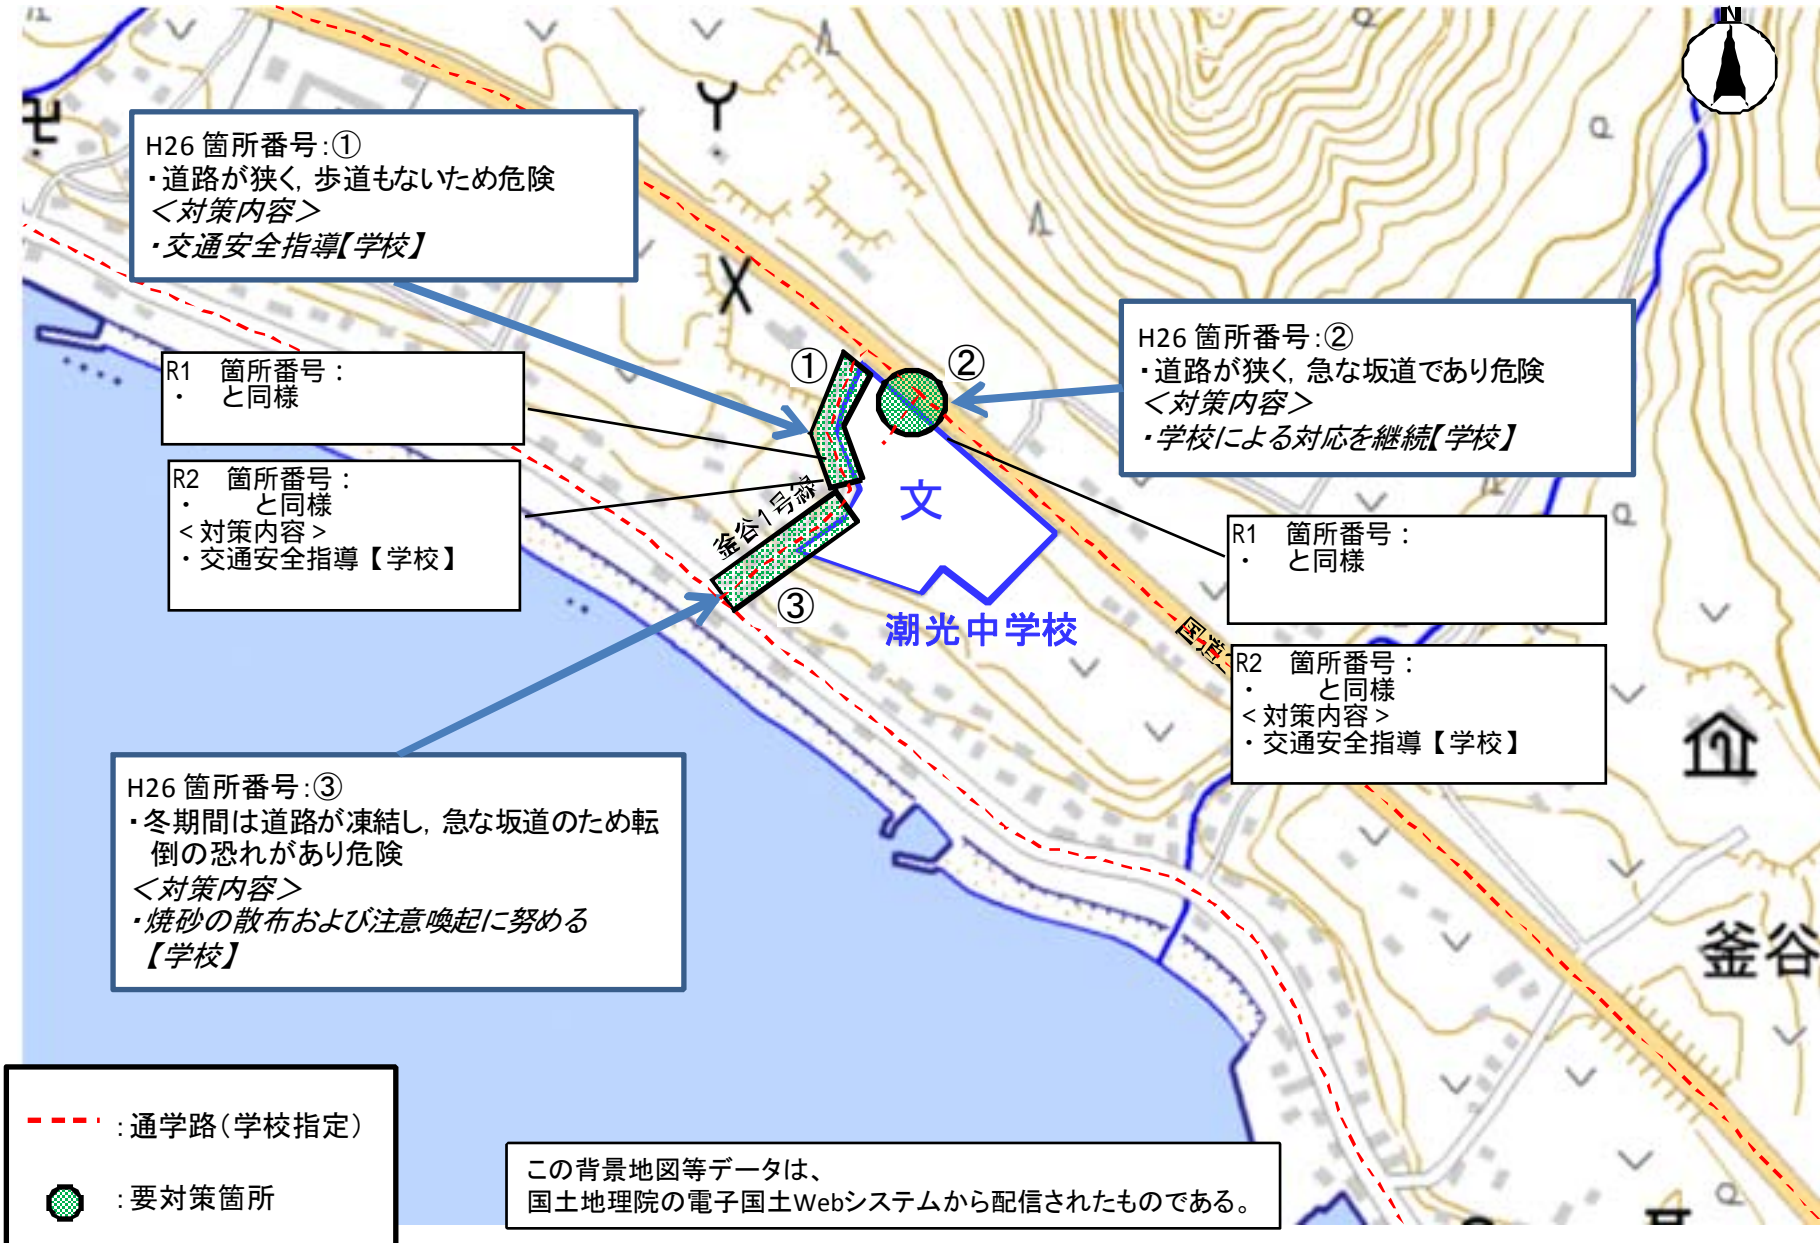 N
H26 箇所番号:①
・道路が狭く, 歩道もないため危険
＜対策内容＞
・交通安全指導【学校】
R1　箇所番号：
・　と同様
R2　箇所番号：
・　　と同様
<対策内容>
・交通安全指導【学校】
①
②
H26 箇所番号:②
・道路が狭く, 急な坂道であり危険
＜対策内容＞
・学校による対応を継続【学校】
釜谷1号線
文
③
潮光中学校
国道
R1　箇所番号：
・　と同様
R2　箇所番号：
・　　と同様
<対策内容>
・交通安全指導【学校】
H26 箇所番号:③
・冬期間は道路が凍結し, 急な坂道のため転
倒の恐れがあり危険
＜対策内容＞
・焼砂の散布および注意喚起に努める
【学校】
釜谷
：通学路（学校指定）
：要対策箇所
この背景地図等データは、
国土地理院の電子国土Webシステムから配信されたものである。